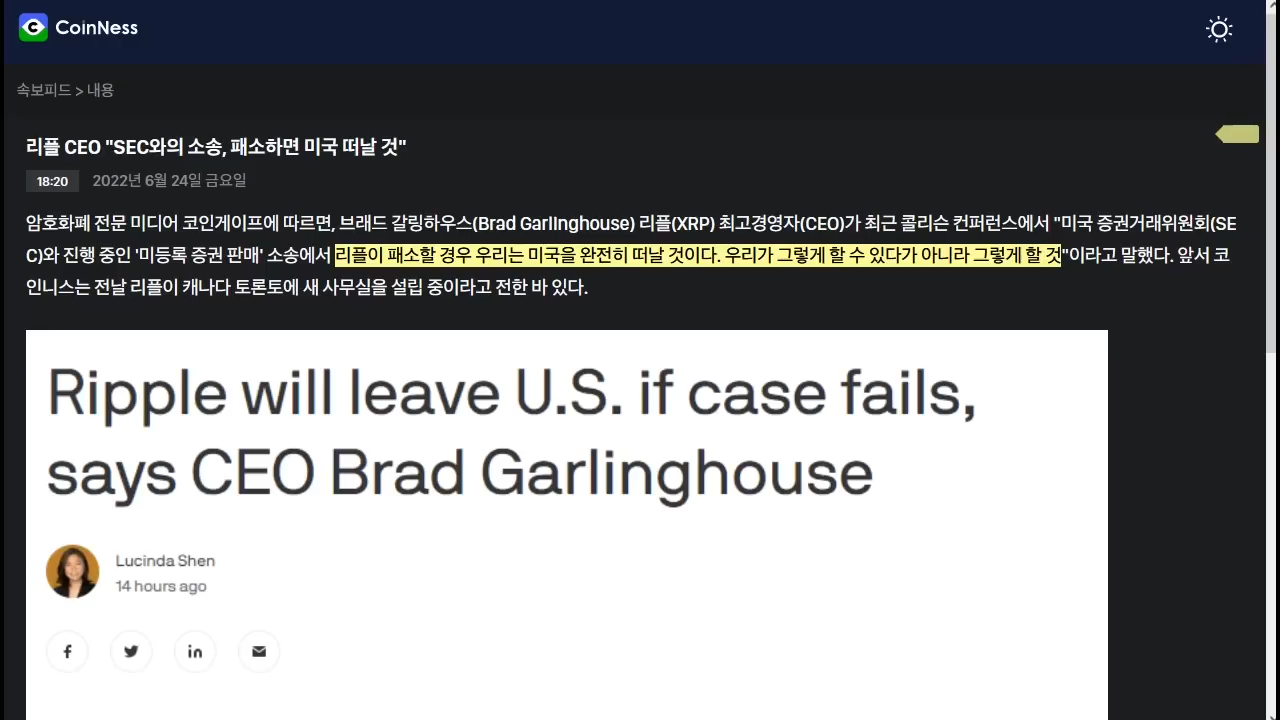 CoinNess
속보피드 > 내용
리플 CEO "SEC와의 소송, 패소하면 미국 떠날 것"
18:20 2022년 6월 24일 금요일
암호화폐 전문 미디어 코인게이프에 따르면, 브래드 갈링하우스(Brad Garlinghouse) 리플(XRP) 최고경영자(CEO)가 최근 콜리슨 컨퍼런스에서 "미국 증권거래위원회(SE
C)와 진행 중인 '미등록 증권 판매' 소송에서 리플이 패소할 경우 우리는 미국을 완전히 떠날 것이다. 우리가 그렇게 할 수 있다가 아니라 그렇게 할 것"이라고 말했다. 앞서 코
인니스는 전날 리플이 캐나다 토론토에 새 사무실을 설립 중이라고 전한 바 있다.
Ripple will leave U.S. if case fails,
says CEO Brad Garlinghouse
Lucinda Shen
14 hours ago